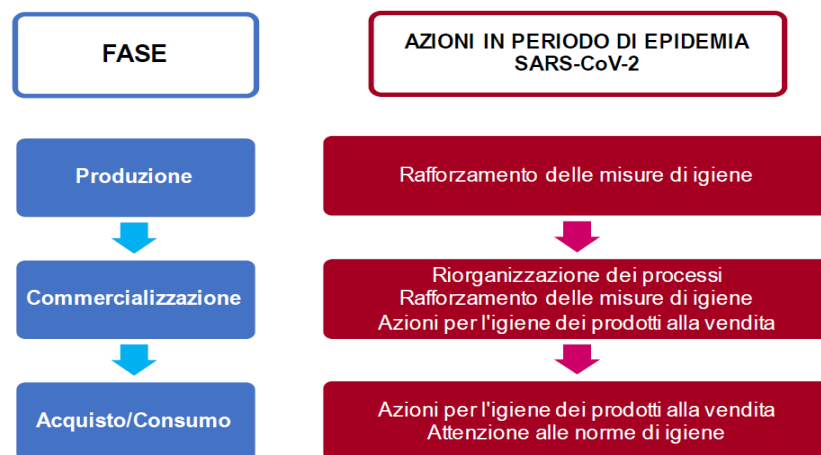 FASE
AZIONI IN PERIODO DI EPIDEMIA
SARS-CoV-2
Produzione
Rafforzamento delle misure di igiene
Commercializzazione
Riorganizzazione dei processi
Rafforzamento delle misure di igiene
Azioni per l'igiene dei prodotti alla vendita
Acquisto/Consumo
Azioni per l'igiene dei prodotti alla vendita
Attenzione alle norme di igiene